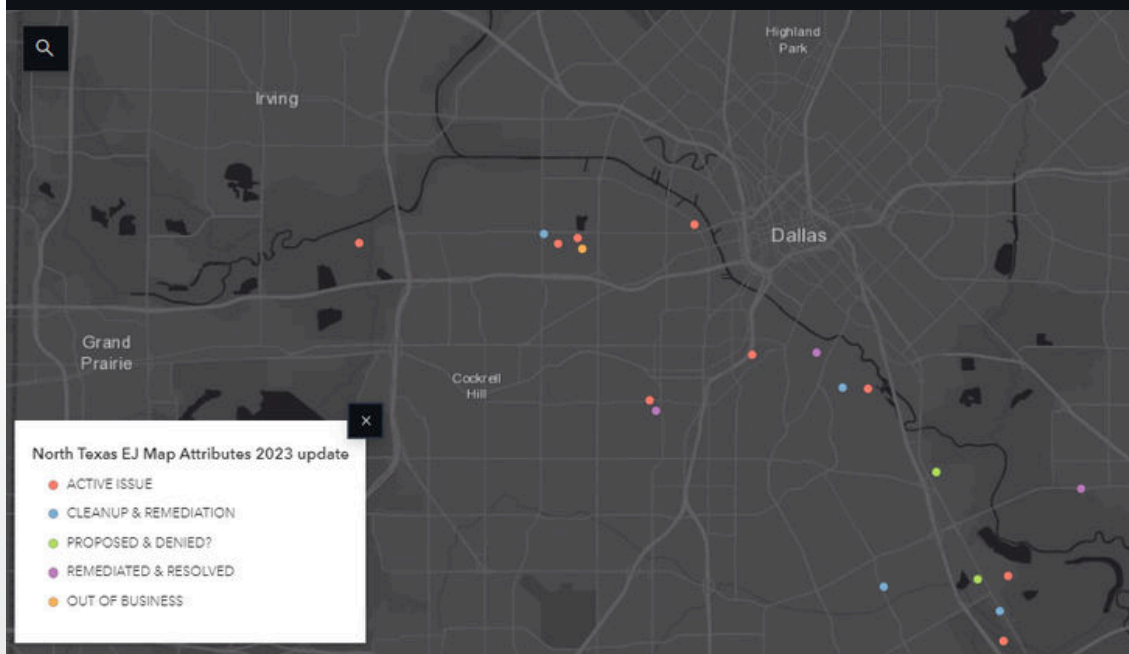 Highland
Park
Irving
Dallas
Grand
Prairie
Cockrell
Hill
North Texas EJ Map Attributes 2023 update
ACTIVE ISSUE
CLEANUP & REMEDIATION
PROPOSED & DENIED?
REMEDIATED & RESOLVED
OUT OF BUSINESS